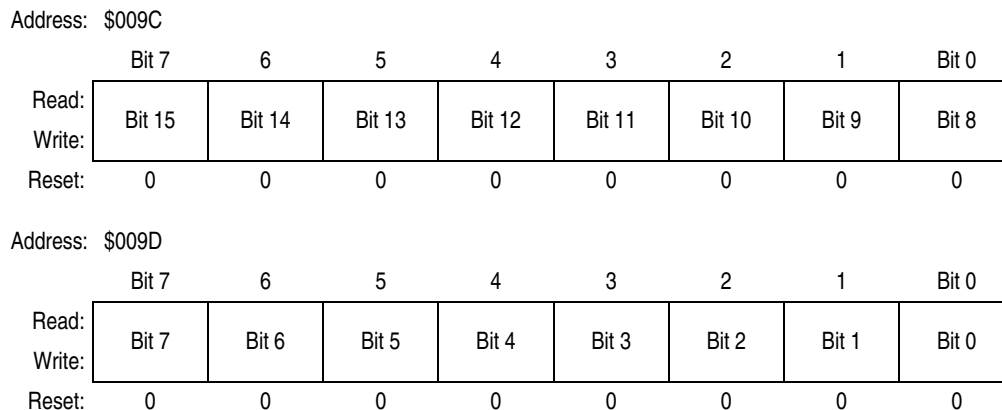 Address: $009C
Bit 7 6 5 4 3 2 1 Bit 0
Read:
Bit 15 Bit 14 Bit 13 Bit 12 Bit 11 Bit 10 Bit 9 Bit 8
Write:
Reset: 0 0 0 0 0 0 0 0
Address: $009D
Bit 7 6 5 4 3 2 1 Bit 0
Read:
Bit 7 Bit 6 Bit 5 Bit 4 Bit 3 Bit 2 Bit 1 Bit 0
Write:
Reset: 0 0 0 0 0 0 0 0